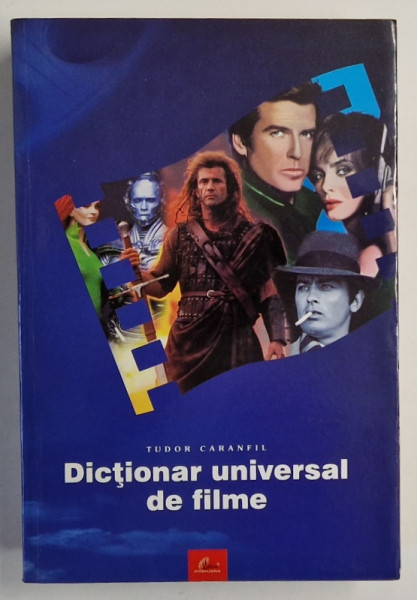 TUDOR CARANFIL
Dicţionar universal
de filme